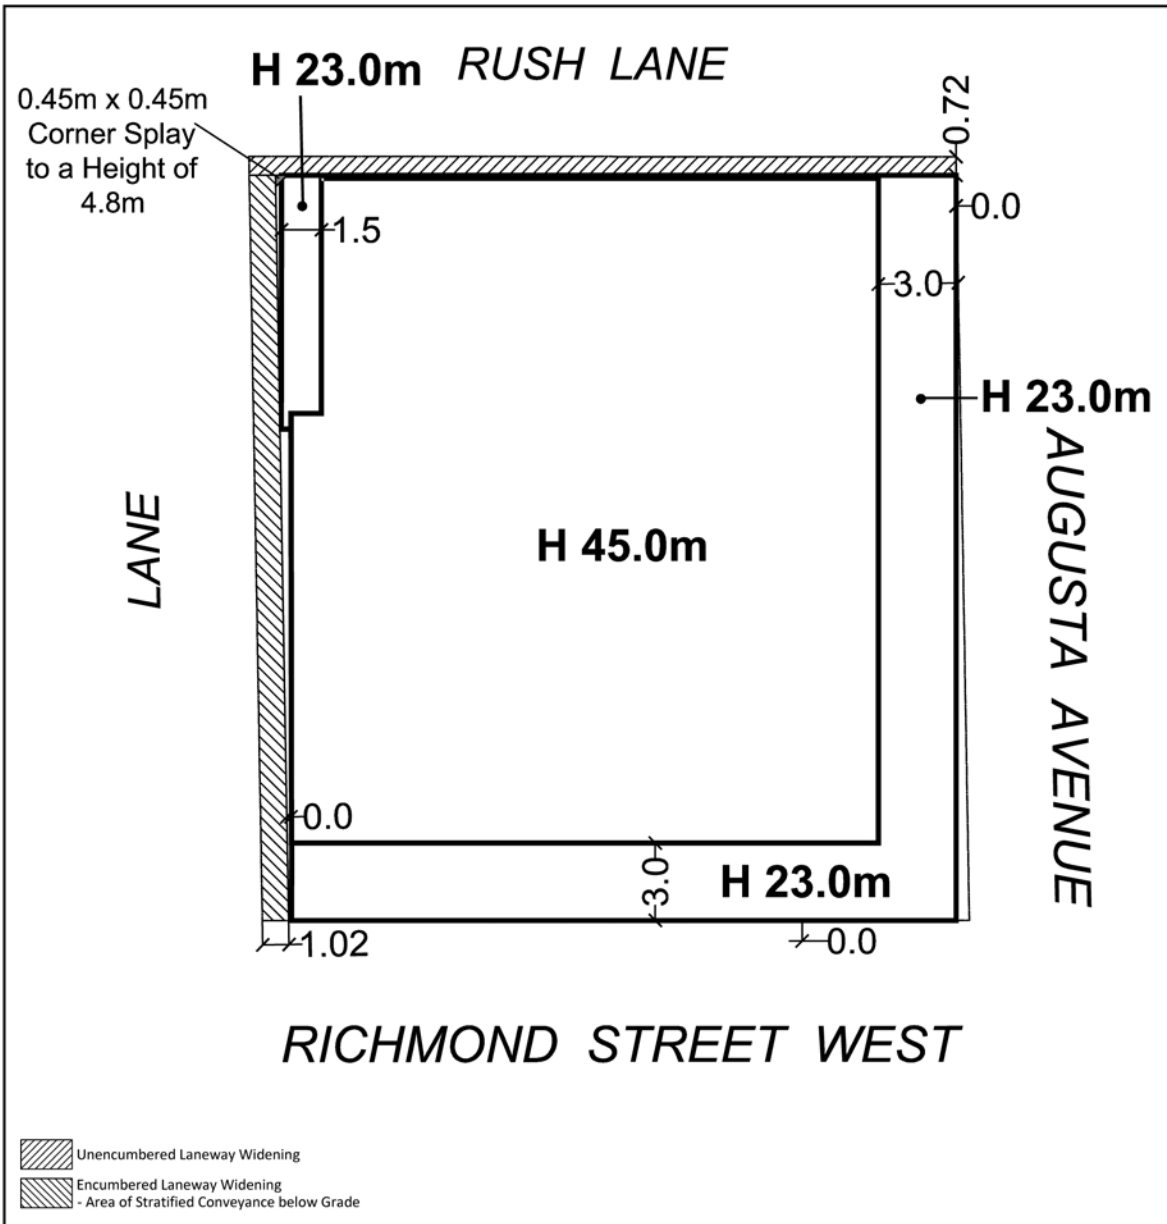 H 23.0m
RUSH LANE
0.45m x 0.45m
Corner Splay
to a Height of
4.8m
0.72
0.0
1.5
3.0
H 23.0m
AUGUSTA AVENUE
LANE
H 45.0m
0.0
3.0
H 23.0m
1.02
0.0
RICHMOND STREET WEST
Unencumbered Laneway Widening
Encumbered Laneway Widening
- Area of Stratified Conveyance below Grade